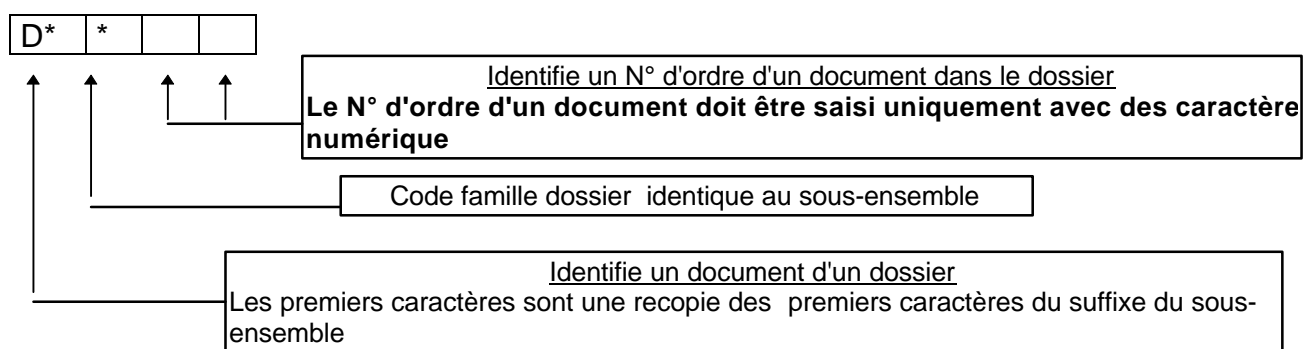 D* *
Identifie un N° d'ordre d'un document dans le dossier
Le N° d'ordre d'un document doit être saisi uniquement avec des caractère
numérique
Code famille dossier identique au sous-ensemble
Identifie un document d'un dossier
Les premiers caractères sont une recopie des premiers caractères du suffixe du sous-
ensemble